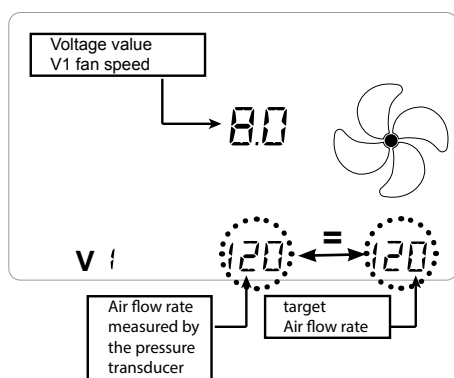 Voltage value
V1 fan speed
8.0
V 1
120 = 120
Air flow rate
measured by
the pressure
transducer
target
Air flow rate